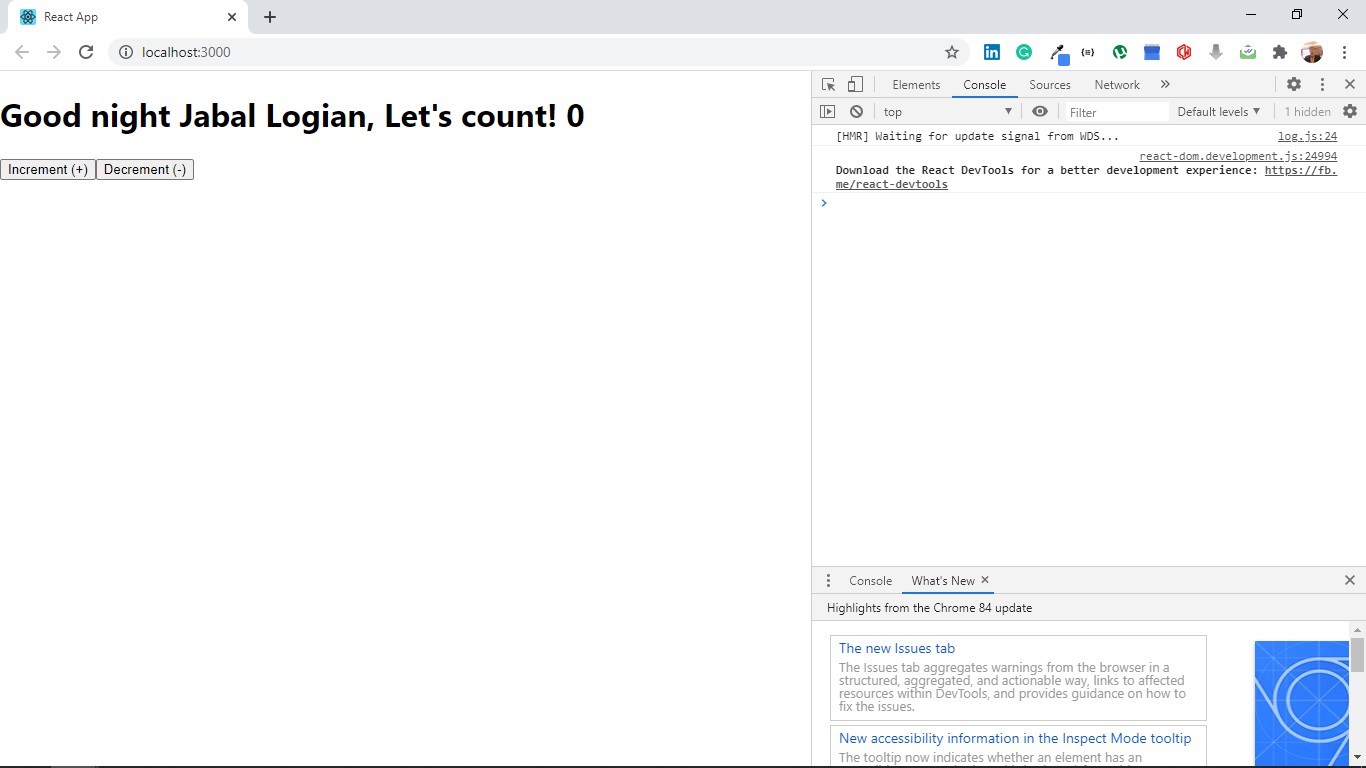 React App
localhost:3000
Good night Jabal Logian, Let's count! 0
Increment (+) Decrement (-)
Elements Console Sources Network
top Filter Default levels 1 hidden
[HMR] Waiting for update signal from WDS... log.js:24
react-dom.development.js:24994
Download the React DevTools for a better development experience: https://fb.
me/react-devtools
Console What's New
Highlights from the Chrome 84 update
The new Issues tab
The Issues tab aggregates warnings from the browser in a
structured, aggregated, and actionable way, links to affected
resources within DevTools, and provides guidance on how to
fix the issues.
New accessibility information in the Inspect Mode tooltip
The tooltip now indicates whether an element has an